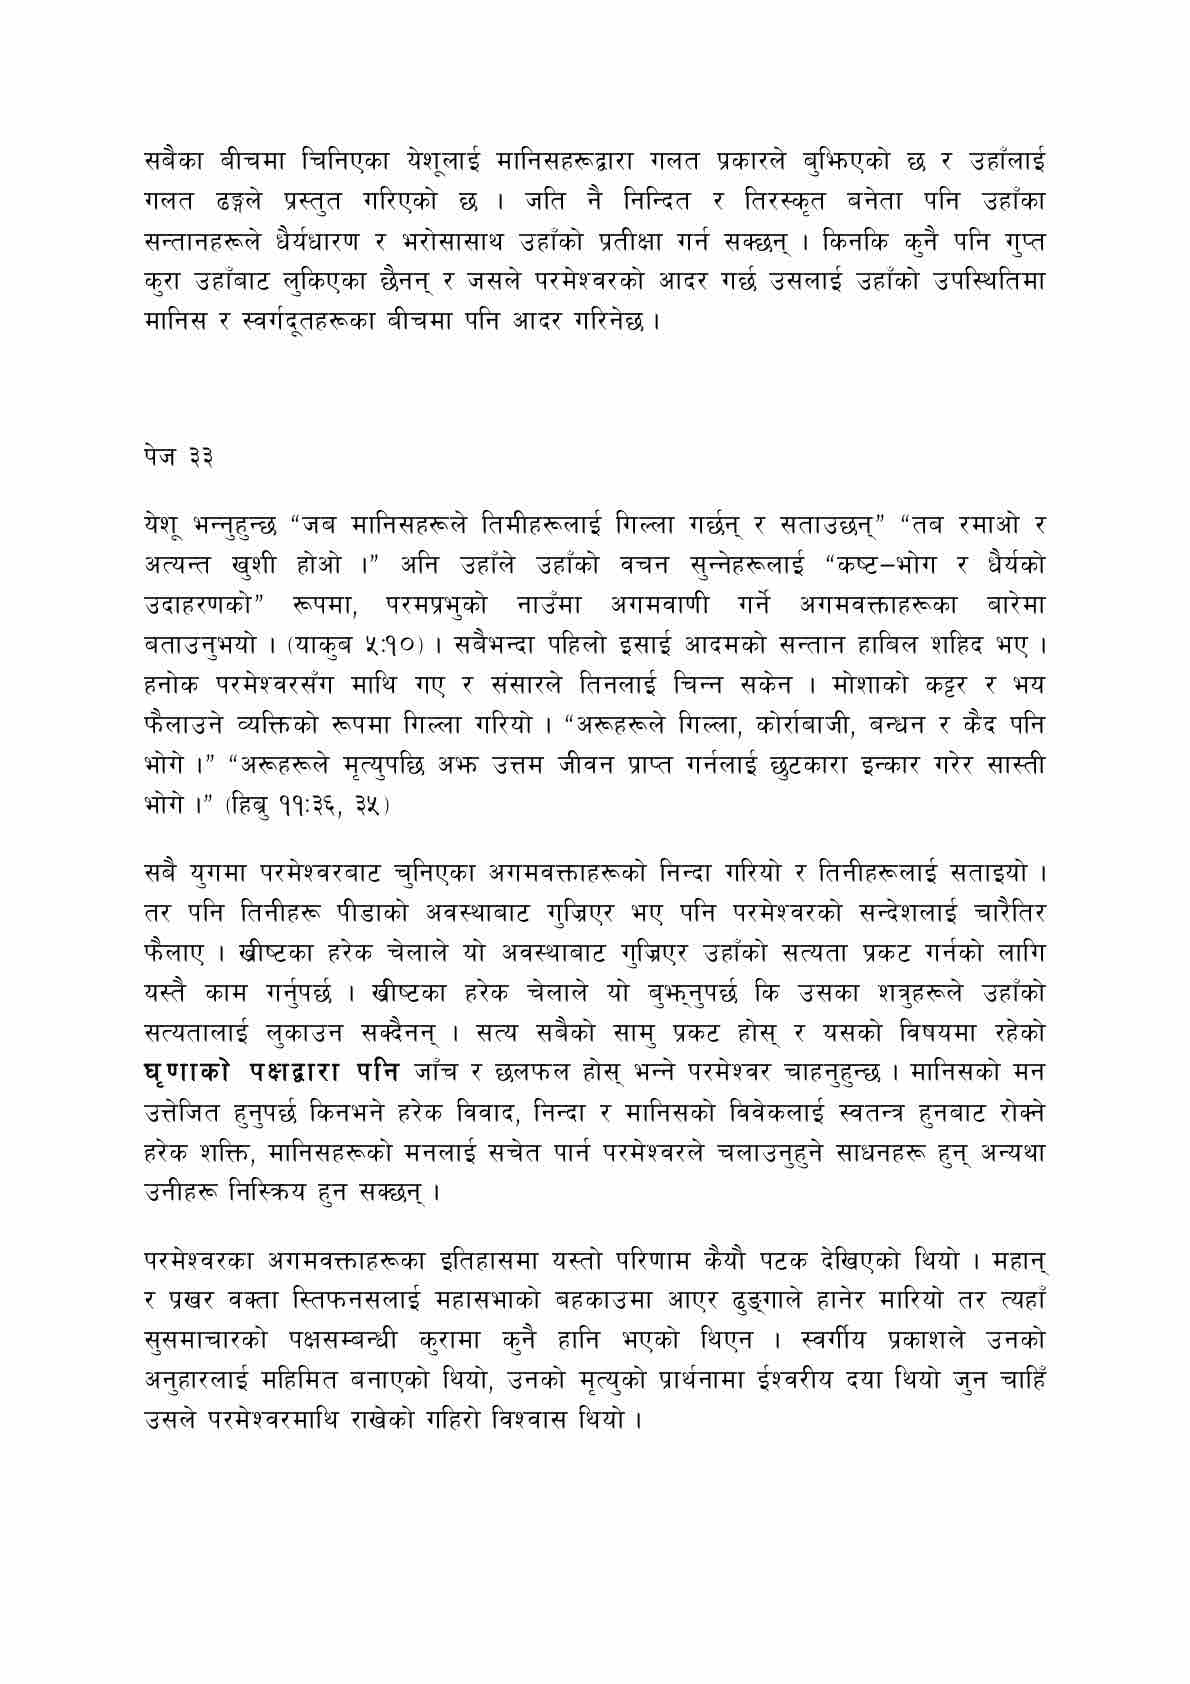 सबैका बीचमा चिनिएका येशूलाई मानिसहरूद्वारा गलत प्रकारले बुझिएको छ र उहाँलाई
गलत ढङ्गले प्रस्तुत गरिएको छ । जति नै निन्दित र तिरस्कृत बनेता पनि उहाँका
सन्तानहरूले धैर्यधारण र भरोसासाथ उहाँको प्रतीक्षा गर्न सक्छन् । किनकि कुनै पनि गुप्त
कुरा उहाँबाट लुकिएका छैनन् र जसले परमेश्वरको आदर गर्छ उसलाई उहाँको उपस्थितिमा
मानिस र स्वर्गदूतहरूका बीचमा पनि आदर गरिनेछ ।
पेज ३३
येशू भन्नुहुन्छ “जब मानिसहरूले तिमीहरूलाई गिल्ला गर्छन् र सताउछन्” “तब रमाओ र
अत्यन्त खुशी होओ ।” अनि उहाँले उहाँको वचन सुन्नेहरूलाई “कष्ट–भोग र धैर्यको
उदाहरणको” रूपमा, परमप्रभुको नाउँमा अगमवाणी गर्ने अगमवक्ताहरूका बारेमा
बताउनुभयो । (याकुब ५:१०) । सबैभन्दा पहिलो इसाई आदमको सन्तान हाबिल शहिद भए ।
हनोक परमेश्वरसँग माथि गए र संसारले तिनलाई चिन्न सकेन । मोशाको कट्टर र भय
फैलाउने व्यक्तिको रूपमा गिल्ला गरियो । “अरूहरूले गिल्ला, कोर्राबाजी, बन्धन र कैद पनि
भोगे ।” “अरूहरूले मृत्युपछि अझ उत्तम जीवन प्राप्त गर्नलाई छुटकारा इन्कार गरेर सास्ती
भोगे ।” (हिब्रु ११:३६, ३५)
सबै युगमा परमेश्वरबाट चुनिएका अगमवक्ताहरूको निन्दा गरियो र तिनीहरूलाई सताइयो ।
तर पनि तिनीहरू पीडाको अवस्थाबाट गुज्रिएर भए पनि परमेश्वरको सन्देशलाई चारैतिर
फैलाए । ख्रीष्टका हरेक चेलाले यो अवस्थाबाट गुज्रिएर उहाँको सत्यता प्रकट गर्नको लागि
यस्तै काम गर्नुपर्छ । ख्रीष्टका हरेक चेलाले यो बुझ्नुपर्छ कि उसका शत्रुहरूले उहाँको
सत्यतालाई लुकाउन सक्दैनन् । सत्य सबैको सामु प्रकट होस् र यसको विषयमा रहेको
घृणाको पक्षद्वारा पनि जाँच र छलफल होस् भन्ने परमेश्वर चाहनुहुन्छ । मानिसको मन
उत्तेजित हुनुपर्छ किनभने हरेक विवाद, निन्दा र मानिसको विवेकलाई स्वतन्त्र हुनबाट रोक्ने
हरेक शक्ति, मानिसहरूको मनलाई सचेत पार्न परमेश्वरले चलाउनुहुने साधनहरू हुन् अन्यथा
उनीहरू निस्क्रिय हुन सक्छन् ।
परमेश्वरका अगमवक्ताहरूका इतिहासमा यस्तो परिणाम कैयौ पटक देखिएको थियो । महान्
र प्रखर वक्ता स्तिफनसलाई महासभाको बहकाउमा आएर ढुङ्गाले हानेर मारियो तर त्यहाँ
सुसमाचारको पक्षसम्बन्धी कुरामा कुनै हानि भएको थिएन । स्वर्गीय प्रकाशले उनको
अनुहारलाई महिमित बनाएको थियो, उनको मृत्युको प्रार्थनामा ईश्वरीय दया थियो जुन चाहिँ
उसले परमेश्वरमाथि राखेको गहिरो विश्वास थियो ।